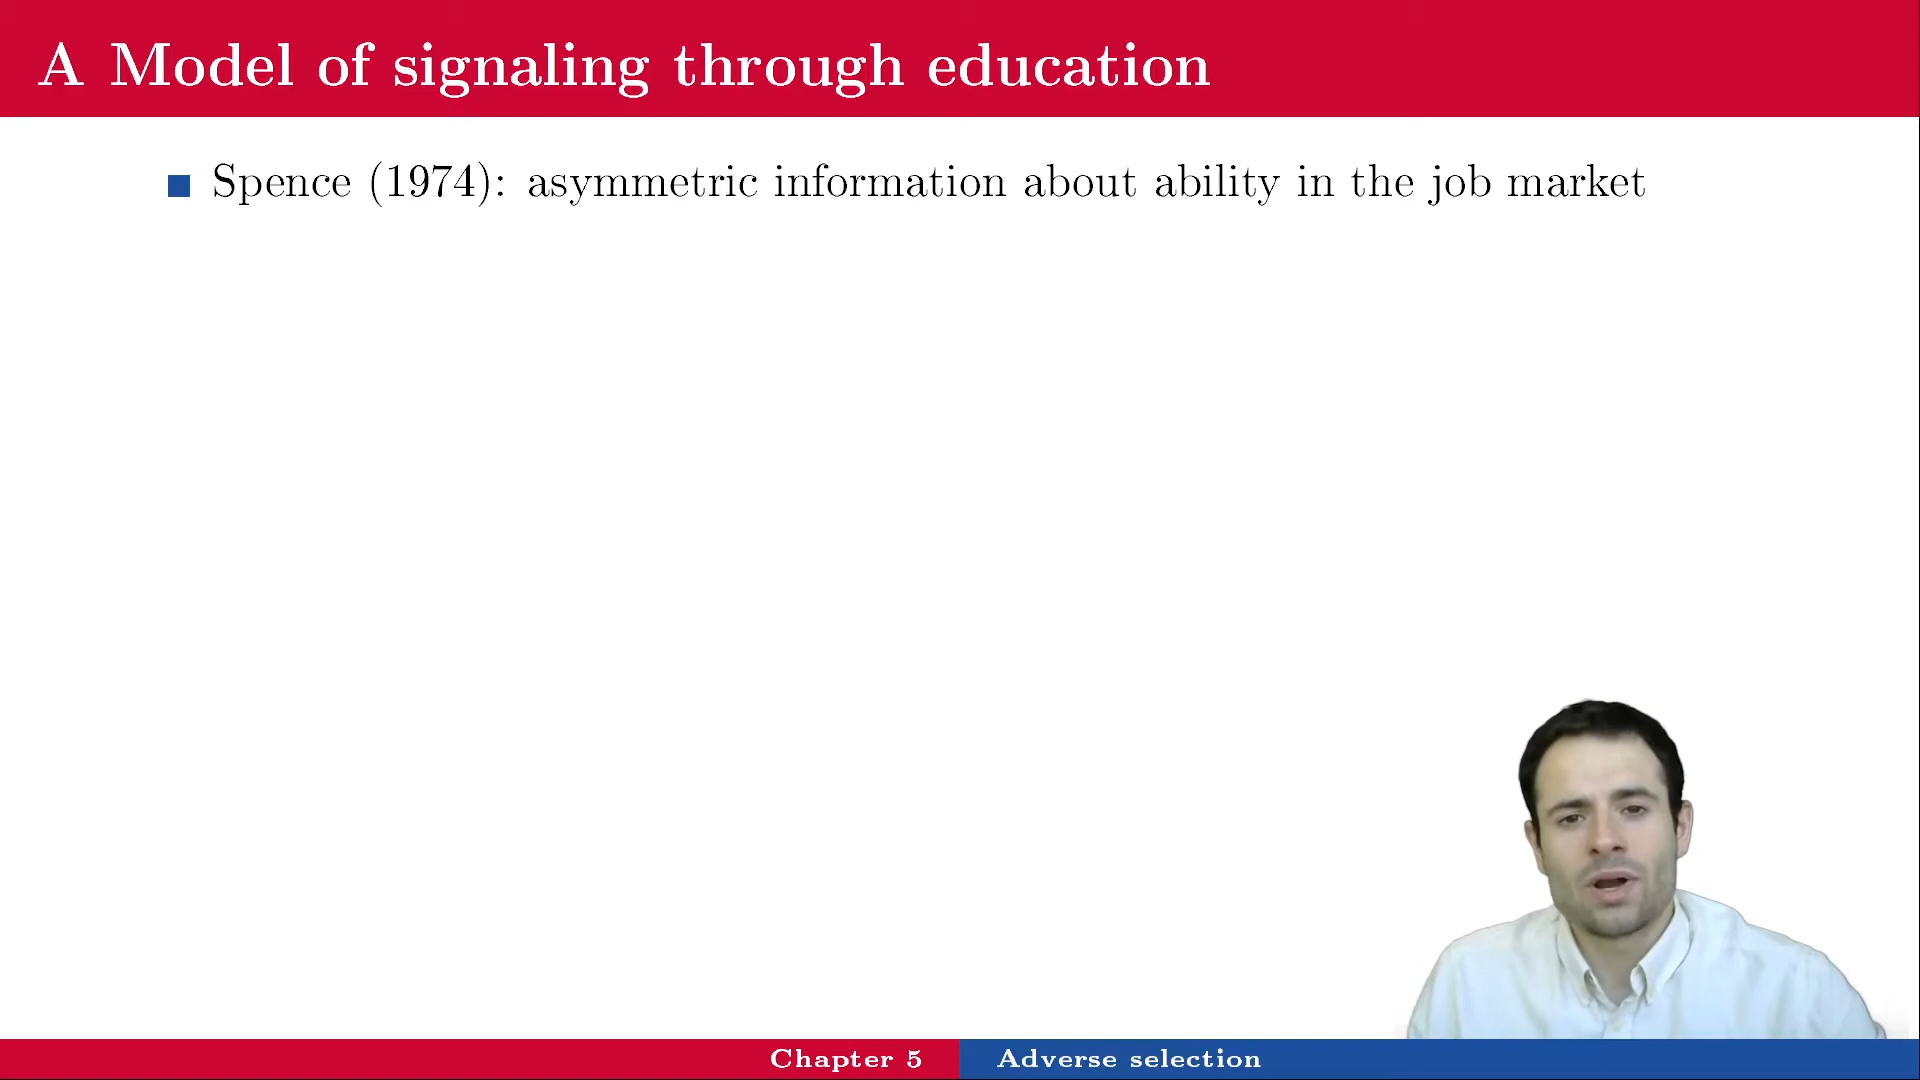 A Model of signaling through education
Spence (1974): asymmetric information about ability in the job market
Chapter 5
Adverse selection